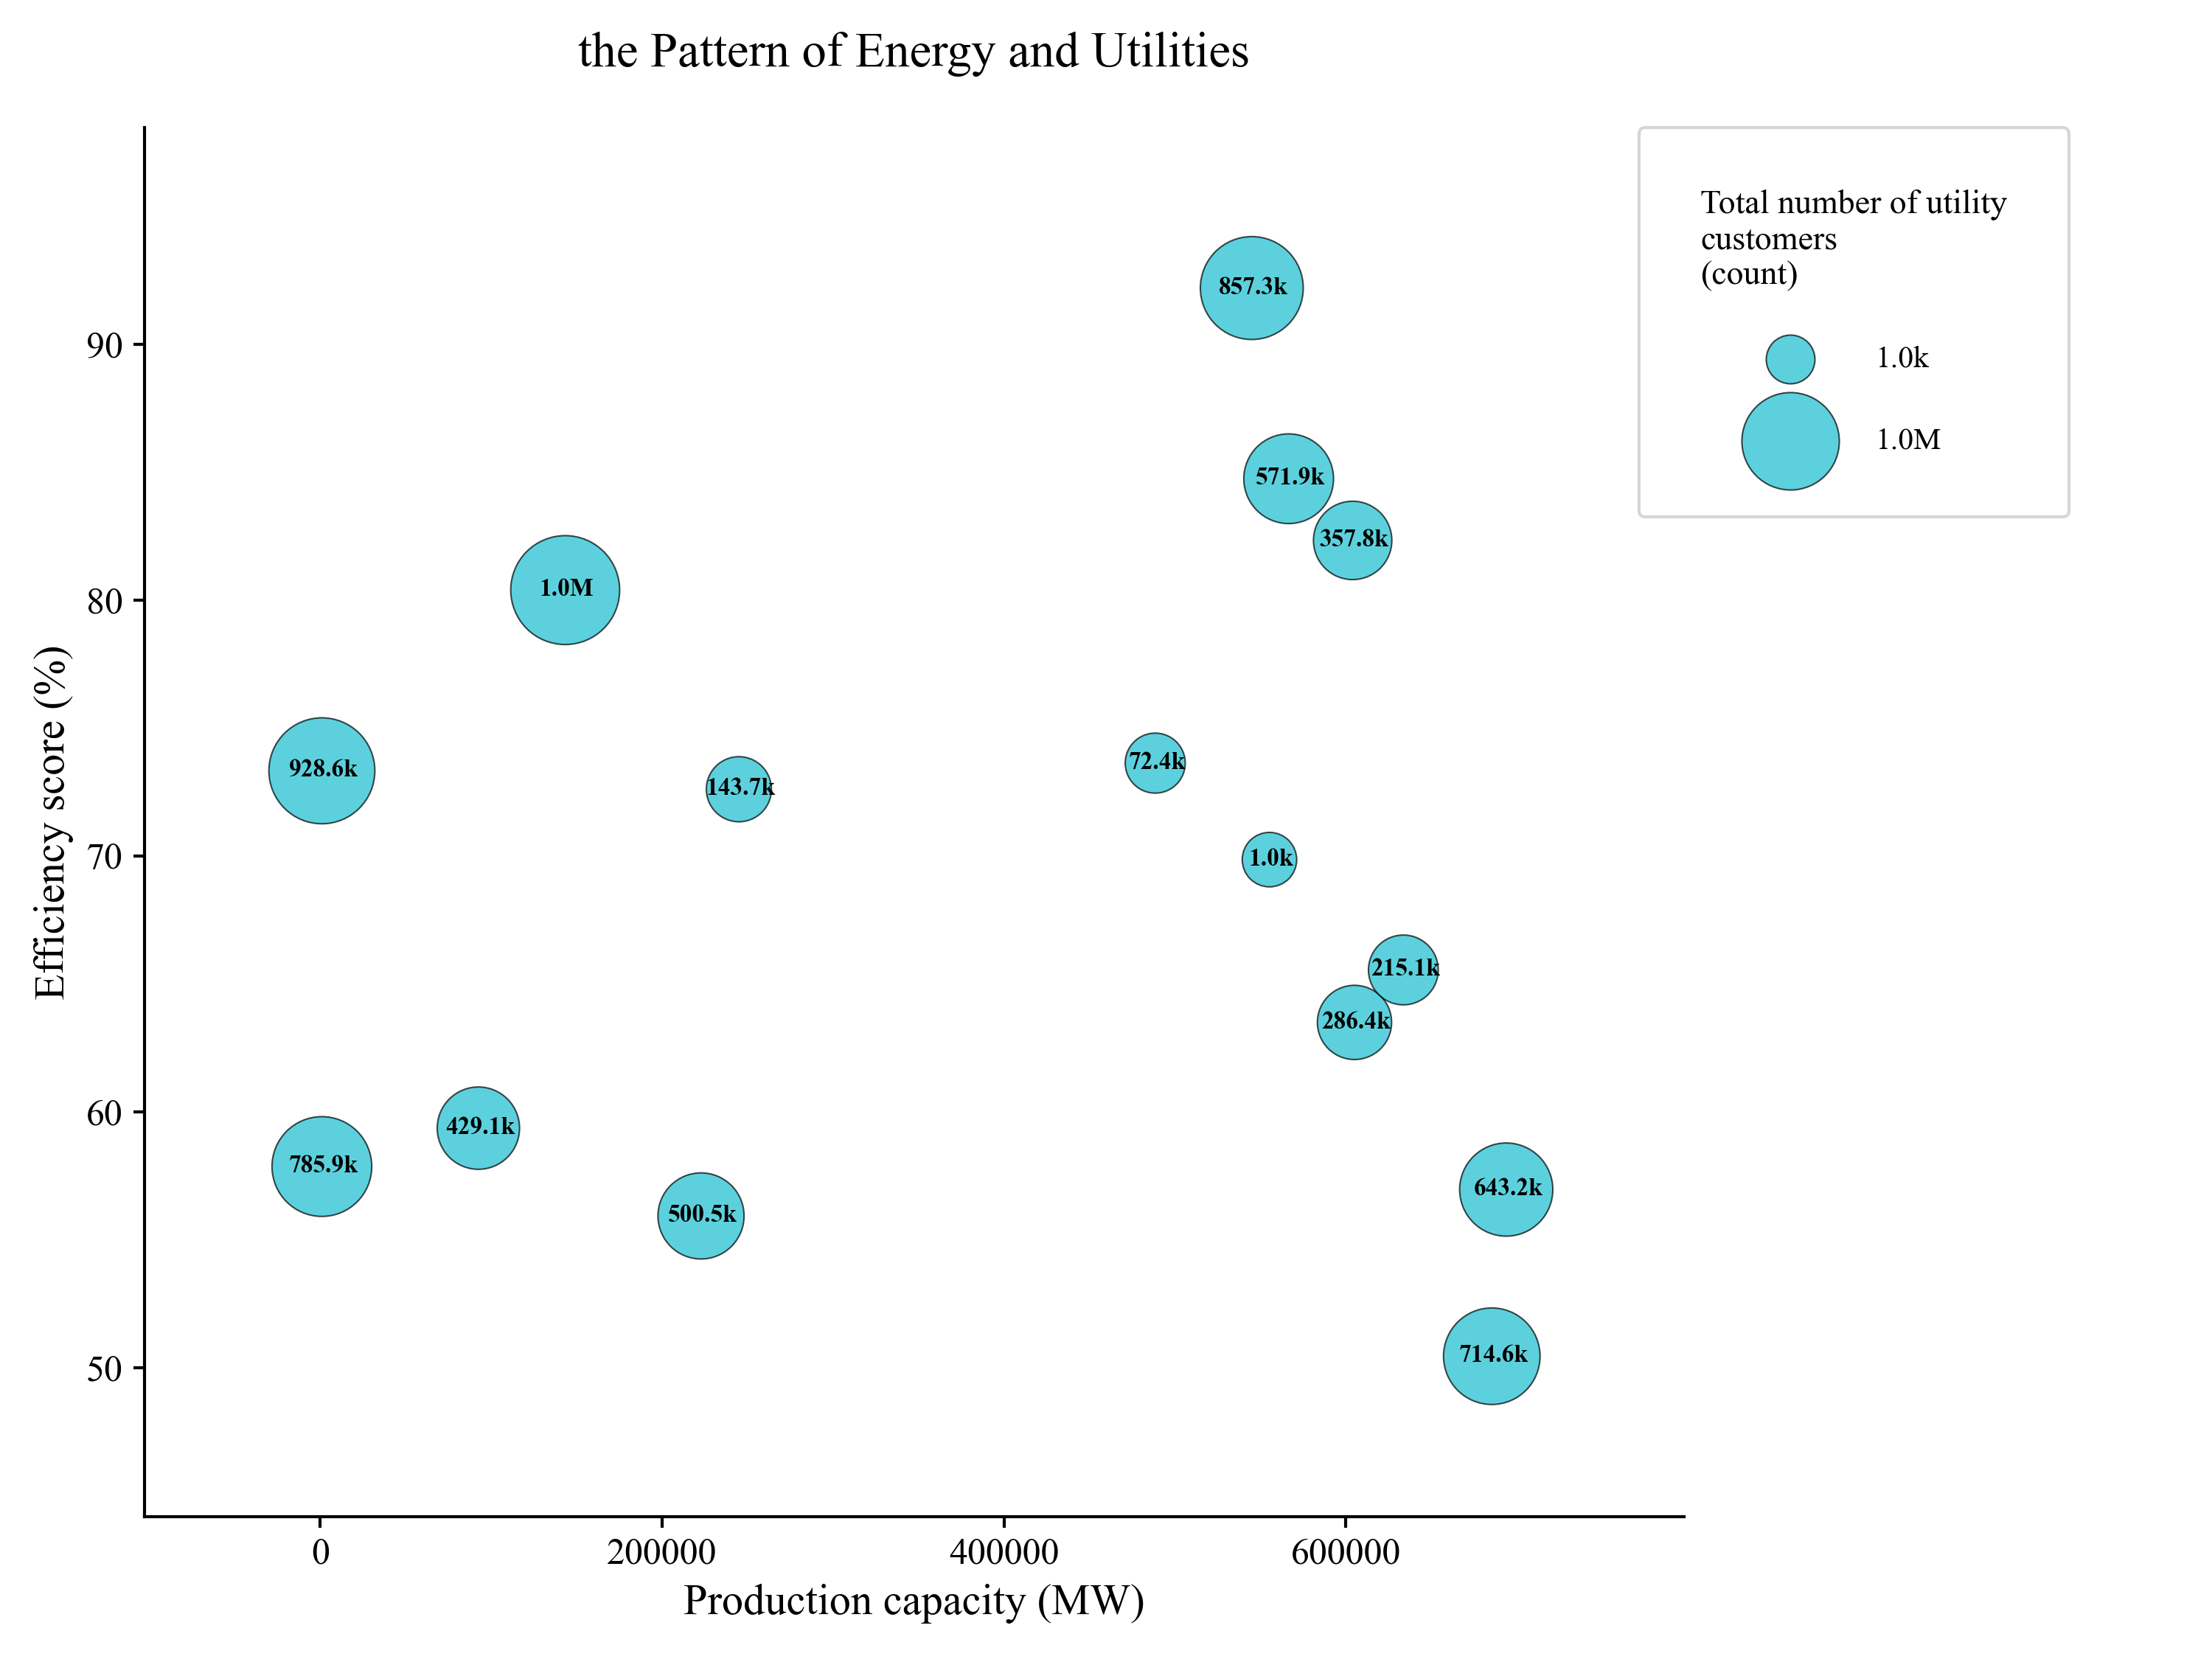 the Pattern of Energy and Utilities
Total number of utility
customers
(count)
1.0k
1.0M
Efficiency score (%)
90
80
70
60
50
857.3k
571.9k
357.8k
1.0M
928.6k
143.7k
72.4k
1.0k
215.1k
286.4k
429.1k
785.9k
500.5k
643.2k
714.6k
0
200000
400000
600000
Production capacity (MW)